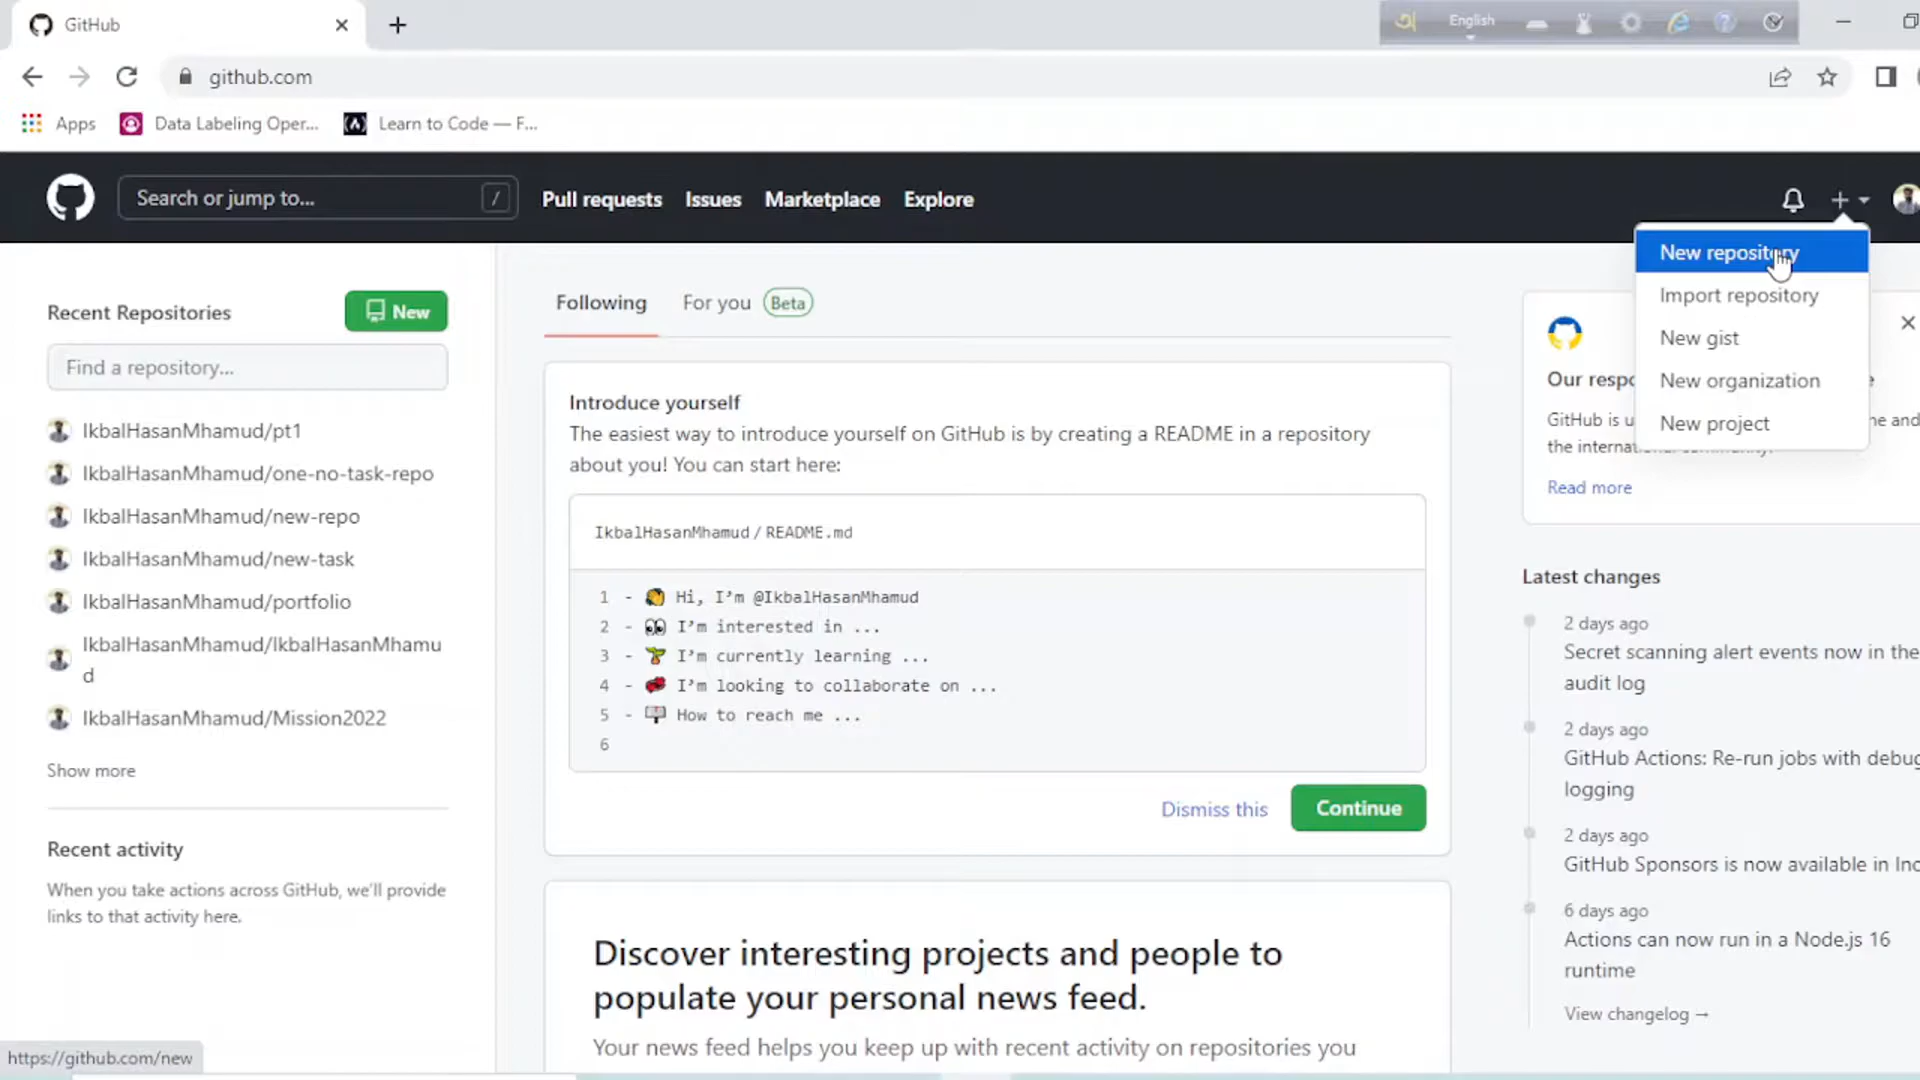 GitHub
English
github.com
Apps
Data Labeling Oper...
Learn to Code — F...
Search or jump to...
/
Pull requests
Issues
Marketplace
Explore
New repository
Import repository
New gist
New organization
New project
Recent Repositories
New
Find a repository...
IkbalHasanMhamud/pt1
IkbalHasanMhamud/one-no-task-repo
IkbalHasanMhamud/new-repo
IkbalHasanMhamud/new-task
IkbalHasanMhamud/portfolio
IkbalHasanMhamud/IkbalHasanMhamu
d
IkbalHasanMhamud/Mission2022
Show more
Recent activity
When you take actions across GitHub, we'll provide
links to that activity here.
Following
For you
Beta
Introduce yourself
The easiest way to introduce yourself on GitHub is by creating a README in a repository
about you! You can start here:
IkbalHasanMhamud / README.md
1 - 👋 Hi, I'm @IkbalHasanMhamud
2 - 👀 I'm interested in ...
3 - 🌱 I'm currently learning ...
4 - 💞️ I'm looking to collaborate on ...
5 - 📫 How to reach me ...
6
Dismiss this
Continue
Discover interesting projects and people to
populate your personal news feed.
Your news feed helps you keep up with recent activity on repositories you
Our
GitHub is
the
Read more
Latest changes
2 days ago
Secret scanning alert events now in the
audit log
2 days ago
GitHub Actions: Re-run jobs with debug
logging
2 days ago
GitHub Sponsors is now available in
6 days ago
Actions can now run in a Node.js 16
runtime
View changelog →
https://github.com/new